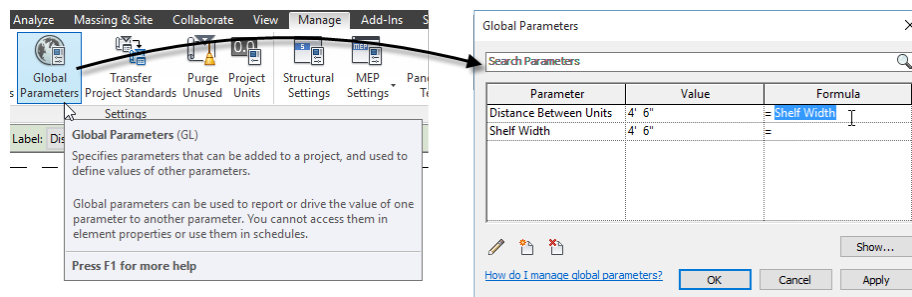 Analyze Massing & Site Collaborate View Manage Add-Ins S
Global Parameters
Transfer Project Standards
Purge Unused
Project Units
Structural Settings
MEP Settings
Settings
Label: Dis
Global Parameters (GL)
Specifies parameters that can be added to a project, and used to
define values of other parameters.
Global parameters can be used to report or drive the value of one
parameter to another parameter. You cannot access them in
element properties or use them in schedules.
Press F1 for more help
Global Parameters
Search Parameters
Parameter Value Formula
Distance Between Units 4' 6" = Shelf Width
Shelf Width 4' 6" =
Show...
How do I manage global parameters?
OK Cancel Apply